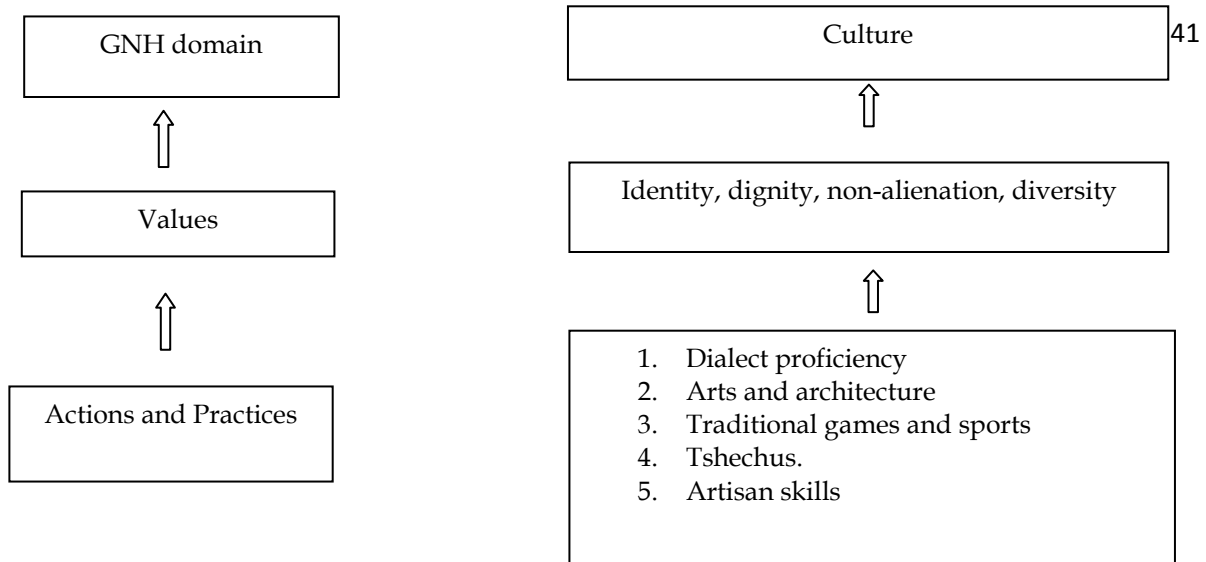 GNH domain
Culture
41
Values
Identity, dignity, non-alienation, diversity
Actions and Practices
1. Dialect proficiency
2. Arts and architecture
3. Traditional games and sports
4. Tshechus.
5. Artisan skills